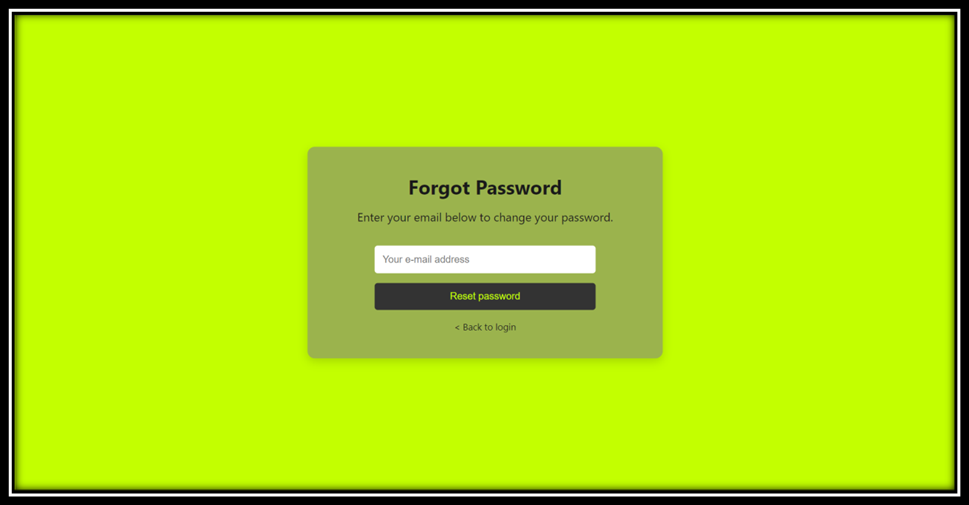 Forgot Password
Enter your email below to change your password.
Your e-mail address
Reset password
< Back to login